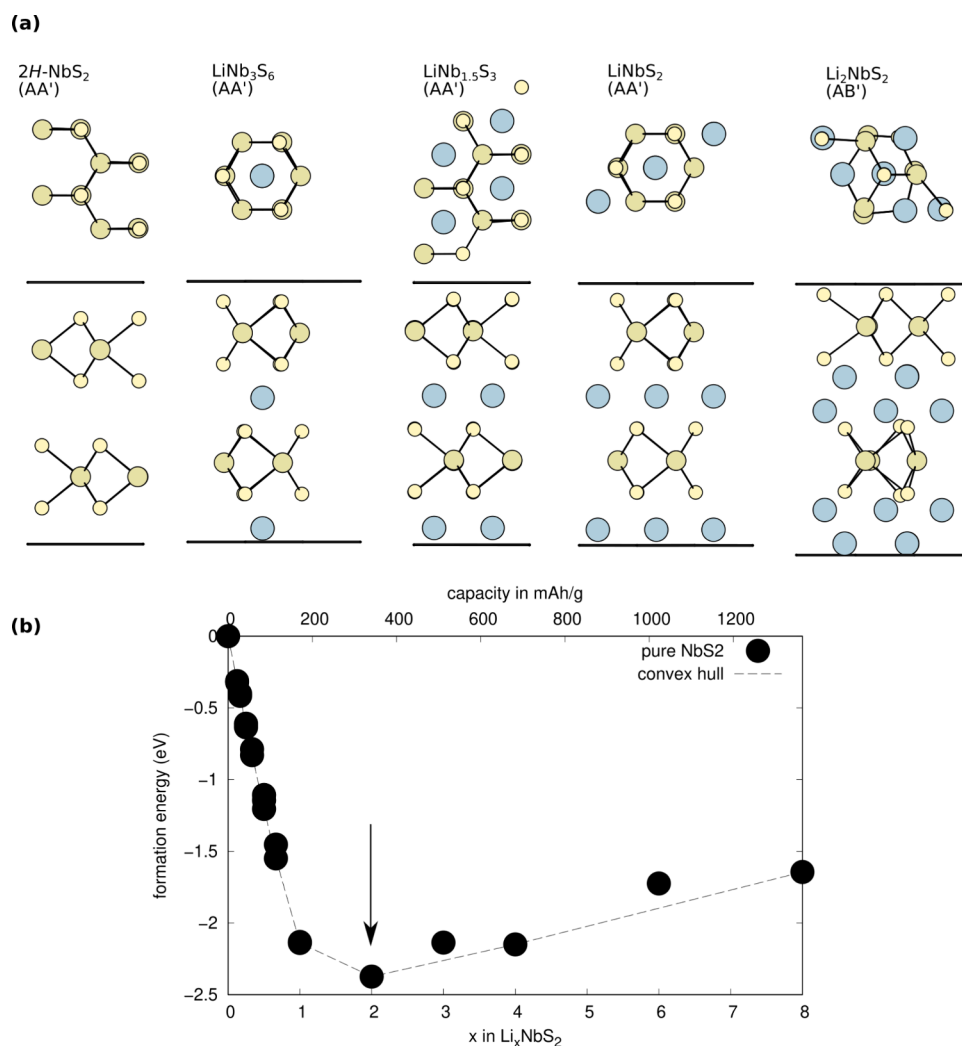 (a)
2H-NbS₂
(AA')
LiNb₃S₆
(AA')
LiNb₁.₅S₃
(AA')
LiNbS₂
(AA')
Li₂NbS₂
(AB')
(b)
capacity in mAh/g
0 200 400 600 800 1000 1200
pure NbS2
convex hull
formation energy (eV)
0
−0.5
−1
−1.5
−2
−2.5
0 1 2 3 4 5 6 7 8
x in LiₓNbS₂